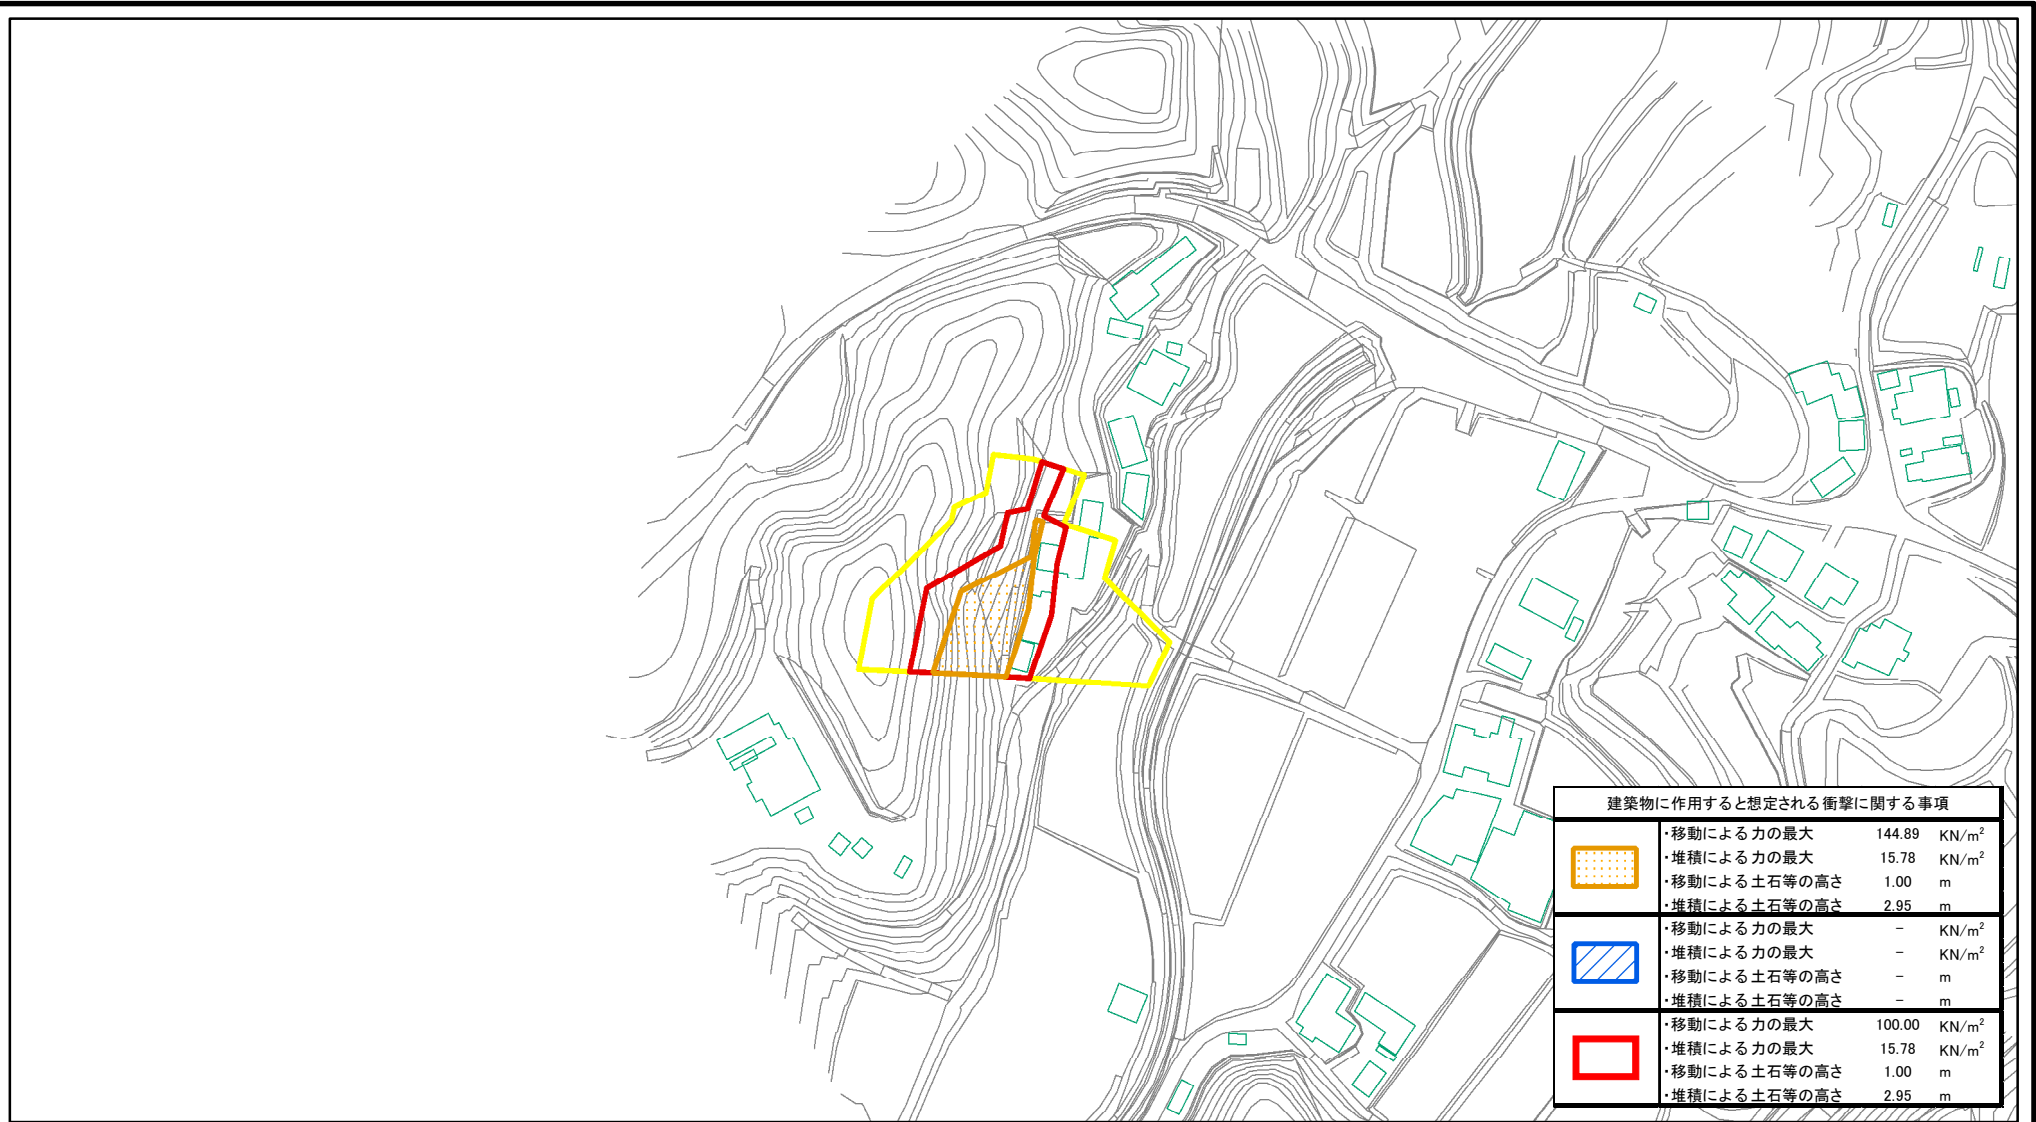 建築物に作用すると想定される衝撃に関する事項
・移動による力の最大 144.89 KN/m²
・堆積による力の最大 15.78 KN/m²
・移動による土石等の高さ 1.00 m
・堆積による土石等の高さ 2.95 m
・移動による力の最大 - KN/m²
・堆積による力の最大 - KN/m²
・移動による土石等の高さ - m
・堆積による土石等の高さ - m
・移動による力の最大 100.00 KN/m²
・堆積による力の最大 15.78 KN/m²
・移動による土石等の高さ 1.00 m
・堆積による土石等の高さ 2.95 m